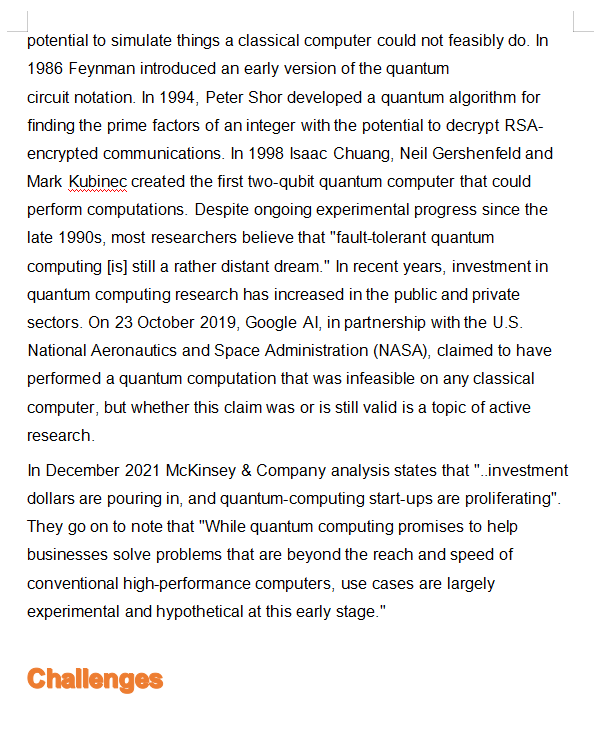 potential to simulate things a classical computer could not feasibly do. In
1986 Feynman introduced an early version of the quantum
circuit notation. In 1994, Peter Shor developed a quantum algorithm for
finding the prime factors of an integer with the potential to decrypt RSA-
encrypted communications. In 1998 Isaac Chuang, Neil Gershenfeld and
Mark Kubinec created the first two-qubit quantum computer that could
perform computations. Despite ongoing experimental progress since the
late 1990s, most researchers believe that "fault-tolerant quantum
computing [is] still a rather distant dream." In recent years, investment in
quantum computing research has increased in the public and private
sectors. On 23 October 2019, Google AI, in partnership with the U.S.
National Aeronautics and Space Administration (NASA), claimed to have
performed a quantum computation that was infeasible on any classical
computer, but whether this claim was or is still valid is a topic of active
research.
In December 2021 McKinsey & Company analysis states that "..investment
dollars are pouring in, and quantum-computing start-ups are proliferating".
They go on to note that "While quantum computing promises to help
businesses solve problems that are beyond the reach and speed of
conventional high-performance computers, use cases are largely
experimental and hypothetical at this early stage."
Challenges